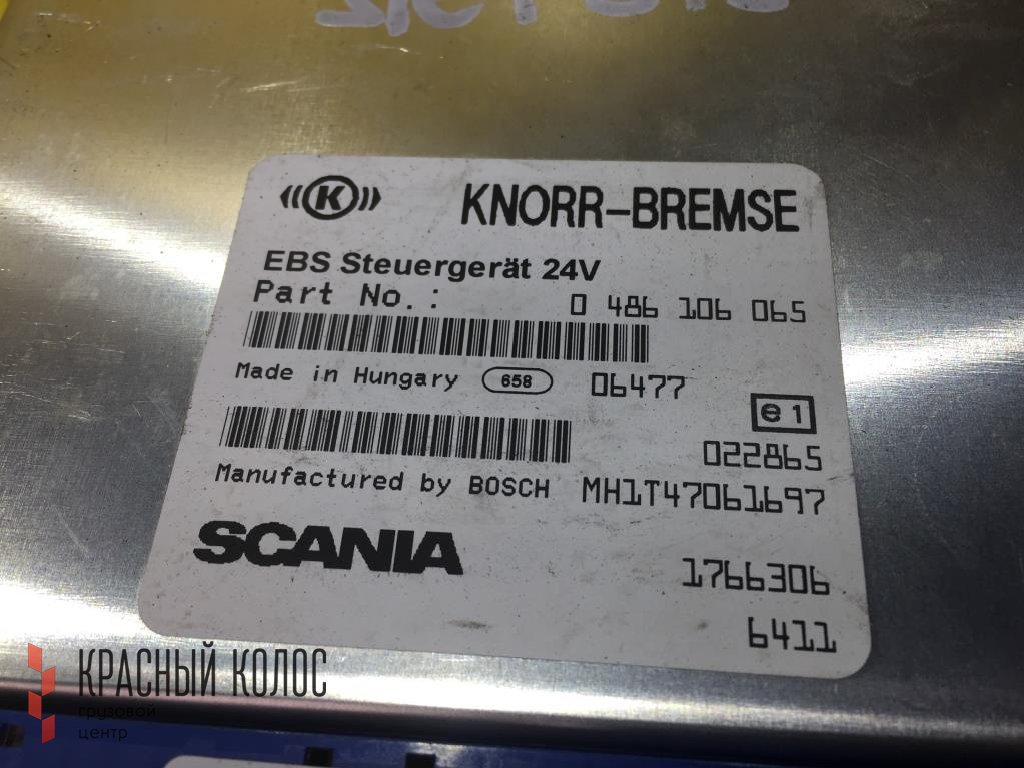 K KNORR-BREMSE
EBS Steuergerät 24V
Part No.: 0 486 106 065
Made in Hungary 658 06477
e1
022865
Manufactured by BOSCH MH1T47061697
SCANIA 1766306
6411
КРАСНЫЙ КОЛОС
грузовой
центр